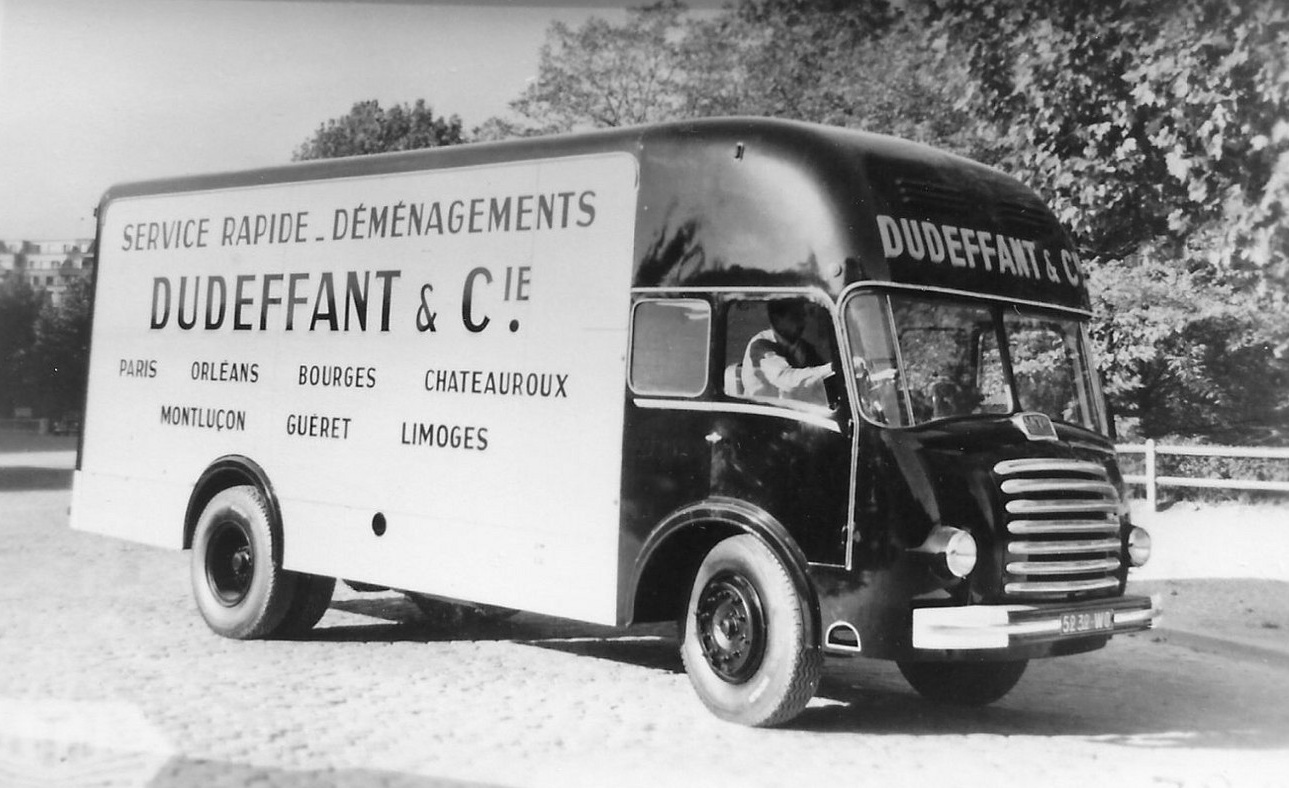 SERVICE RAPIDE - DÉMÉNAGEMENTS
DUDEFFANT & CIE.
PARIS ORLÉANS BOURGES CHATEAUROUX
MONTLUÇON GUÉRET LIMOGES
DUDEFFANT & CIE